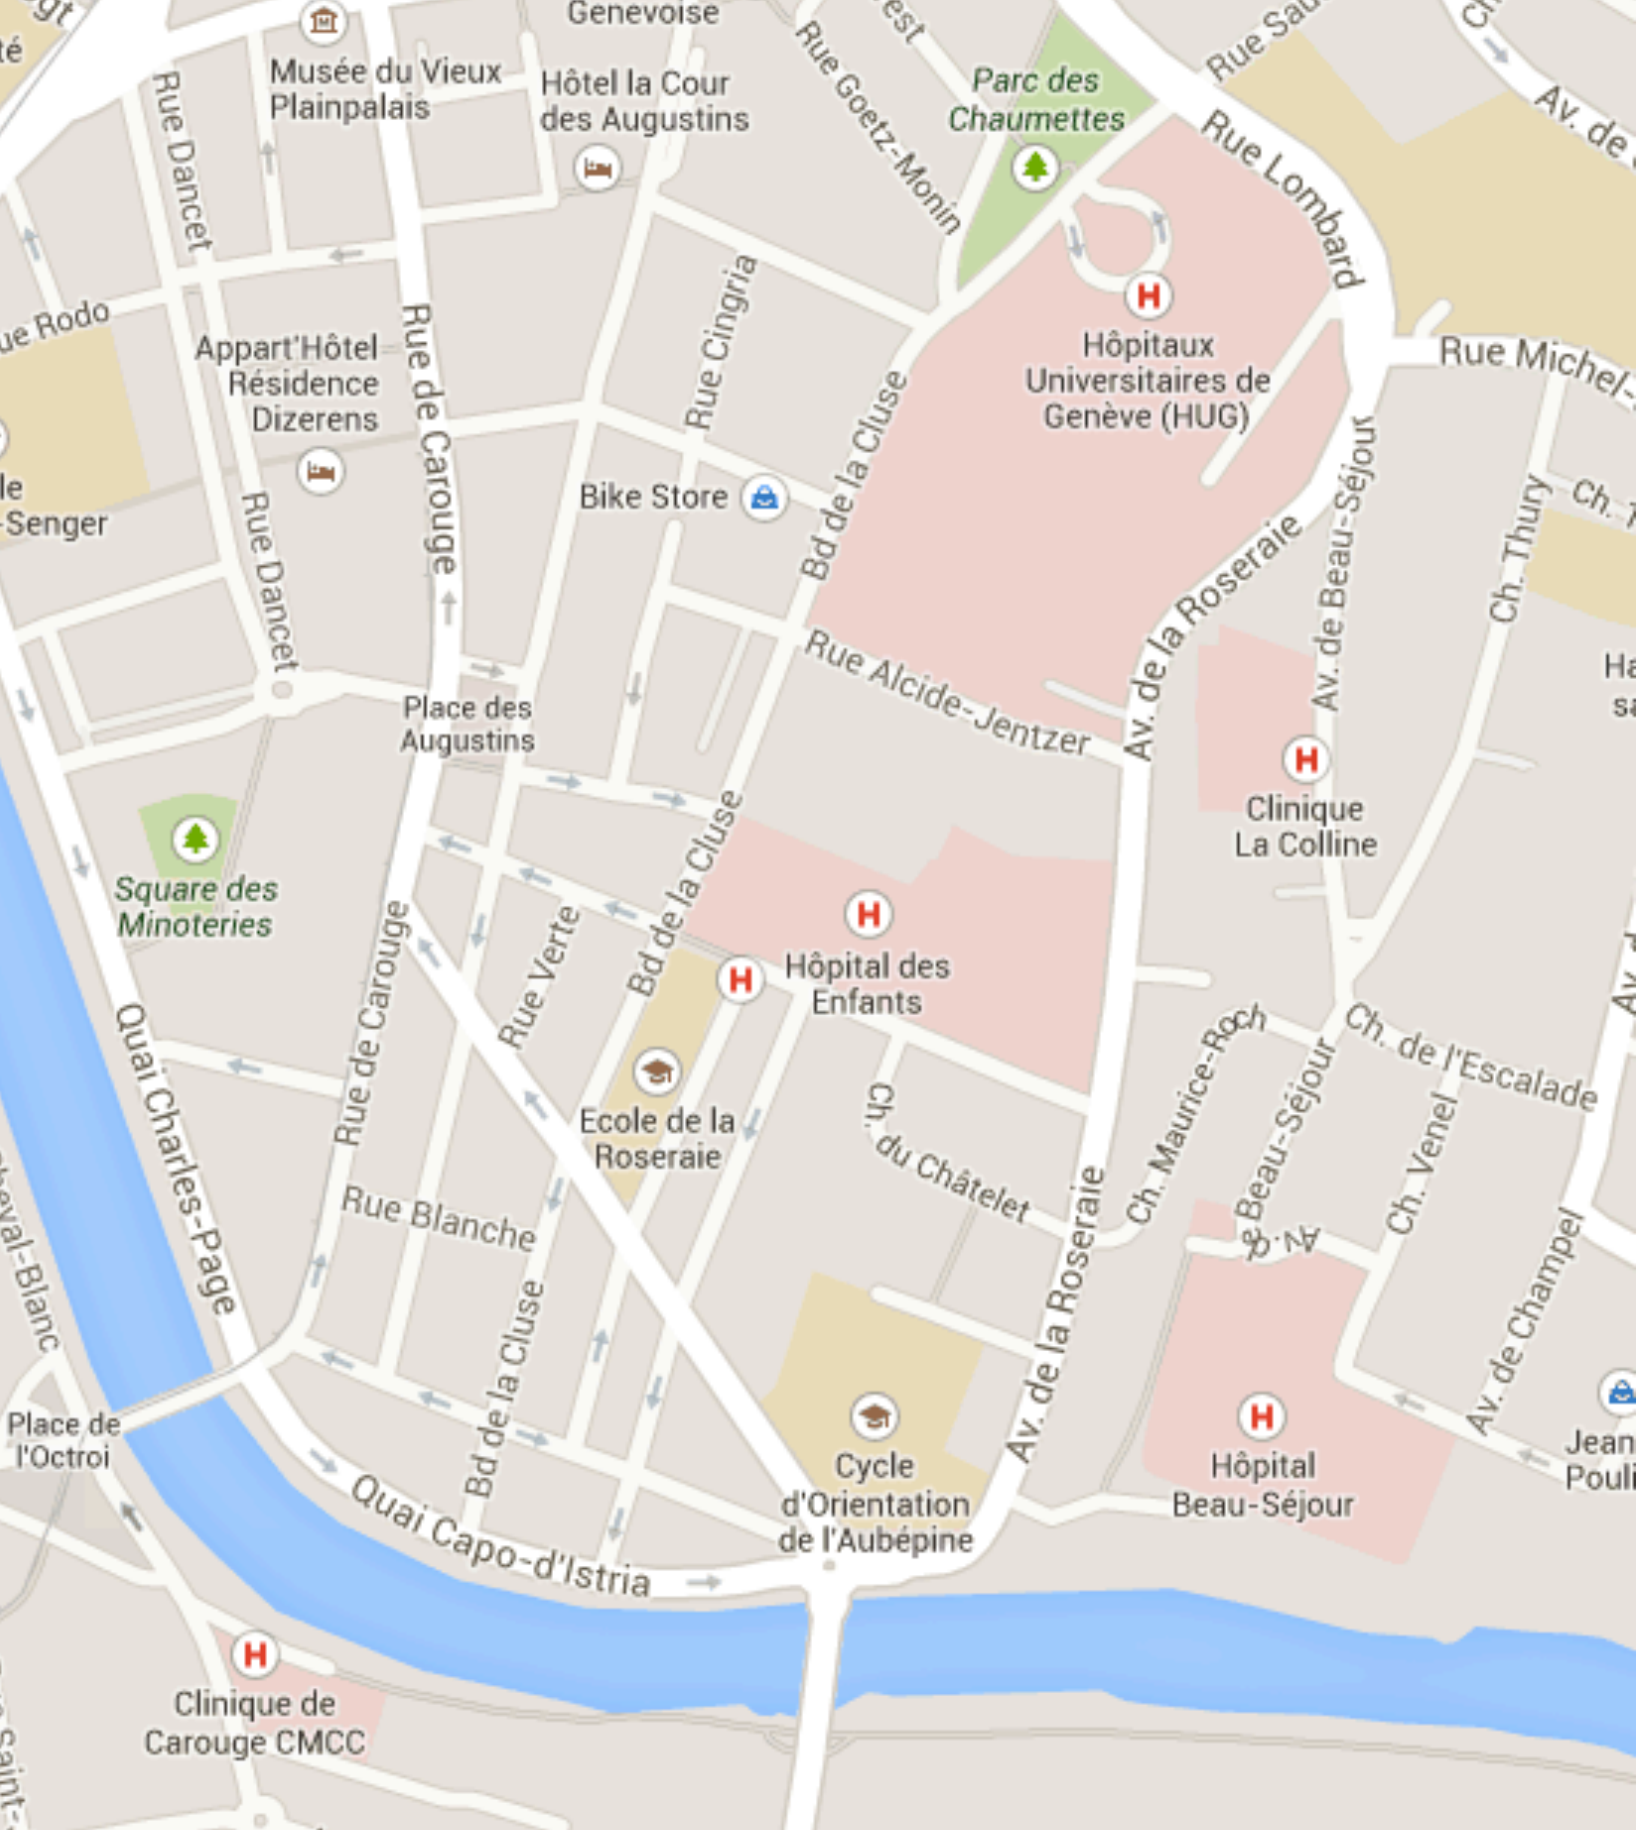 Genevoise
Musée du Vieux
Plainpalais
Hôtel la Cour
des Augustins
Parc des
Chaumettes
Rue Goetz-Monin
Rue Lombard
Av. de
Rue Dancet
Rue Rodo
Appart'Hôtel
Résidence
Dizerens
Rue de Carouge
Rue Cingria
Bd de la Cluse
Hôpitaux
Universitaires de
Genève (HUG)
Rue Michel-
-Senger
Bike Store
Rue Dancet
Av. de la Roseraie
Av. de Beau-Séjour
Ch. Thury
Ch.
Rue Alcide-Jentzer
Place des
Augustins
Clinique
La Colline
Square des
Minoteries
Bd de la Cluse
Hôpital des
Enfants
Rue de Carouge
Rue Verte
Ecole de la
Roseraie
Quai Charles-Page
Ch. du Châtelet
Ch. Maurice-Roch
Ch. de l'Escalade
Av. de Beau-Séjour
Ch. Venel
Rue Blanche
Av. de la Roseraie
Av. de Champel
Cheval-Blanc
Bd de la Cluse
Place de
l'Octroi
Cycle
d'Orientation
de l'Aubépine
Hôpital
Beau-Séjour
Jean
Pouli
Quai Capo-d'Istria
Clinique de
Carouge CMCC